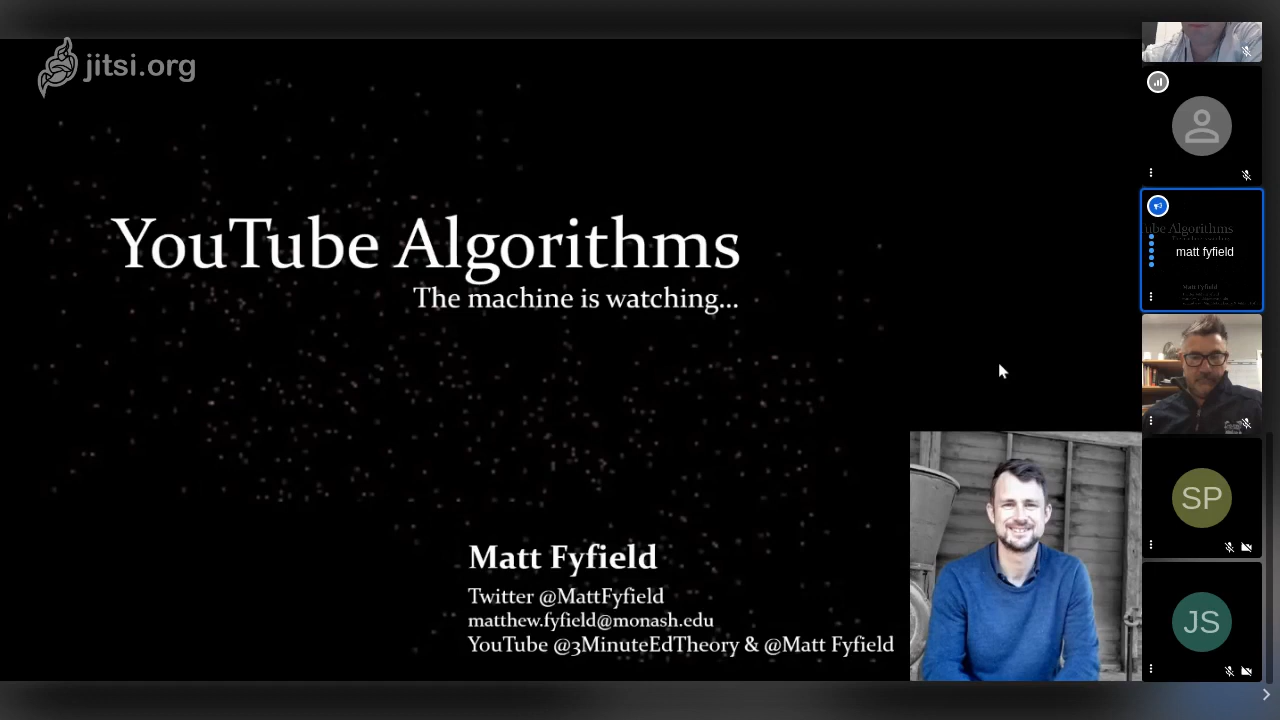 jitsi.org
YouTube Algorithms
The machine is watching...
Matt Fyfield
Twitter @MattFyfield
matthew.fyfield@monash.edu
YouTube @3MinuteEdTheory & @Matt Fyfield
matt fyfield
SP
JS